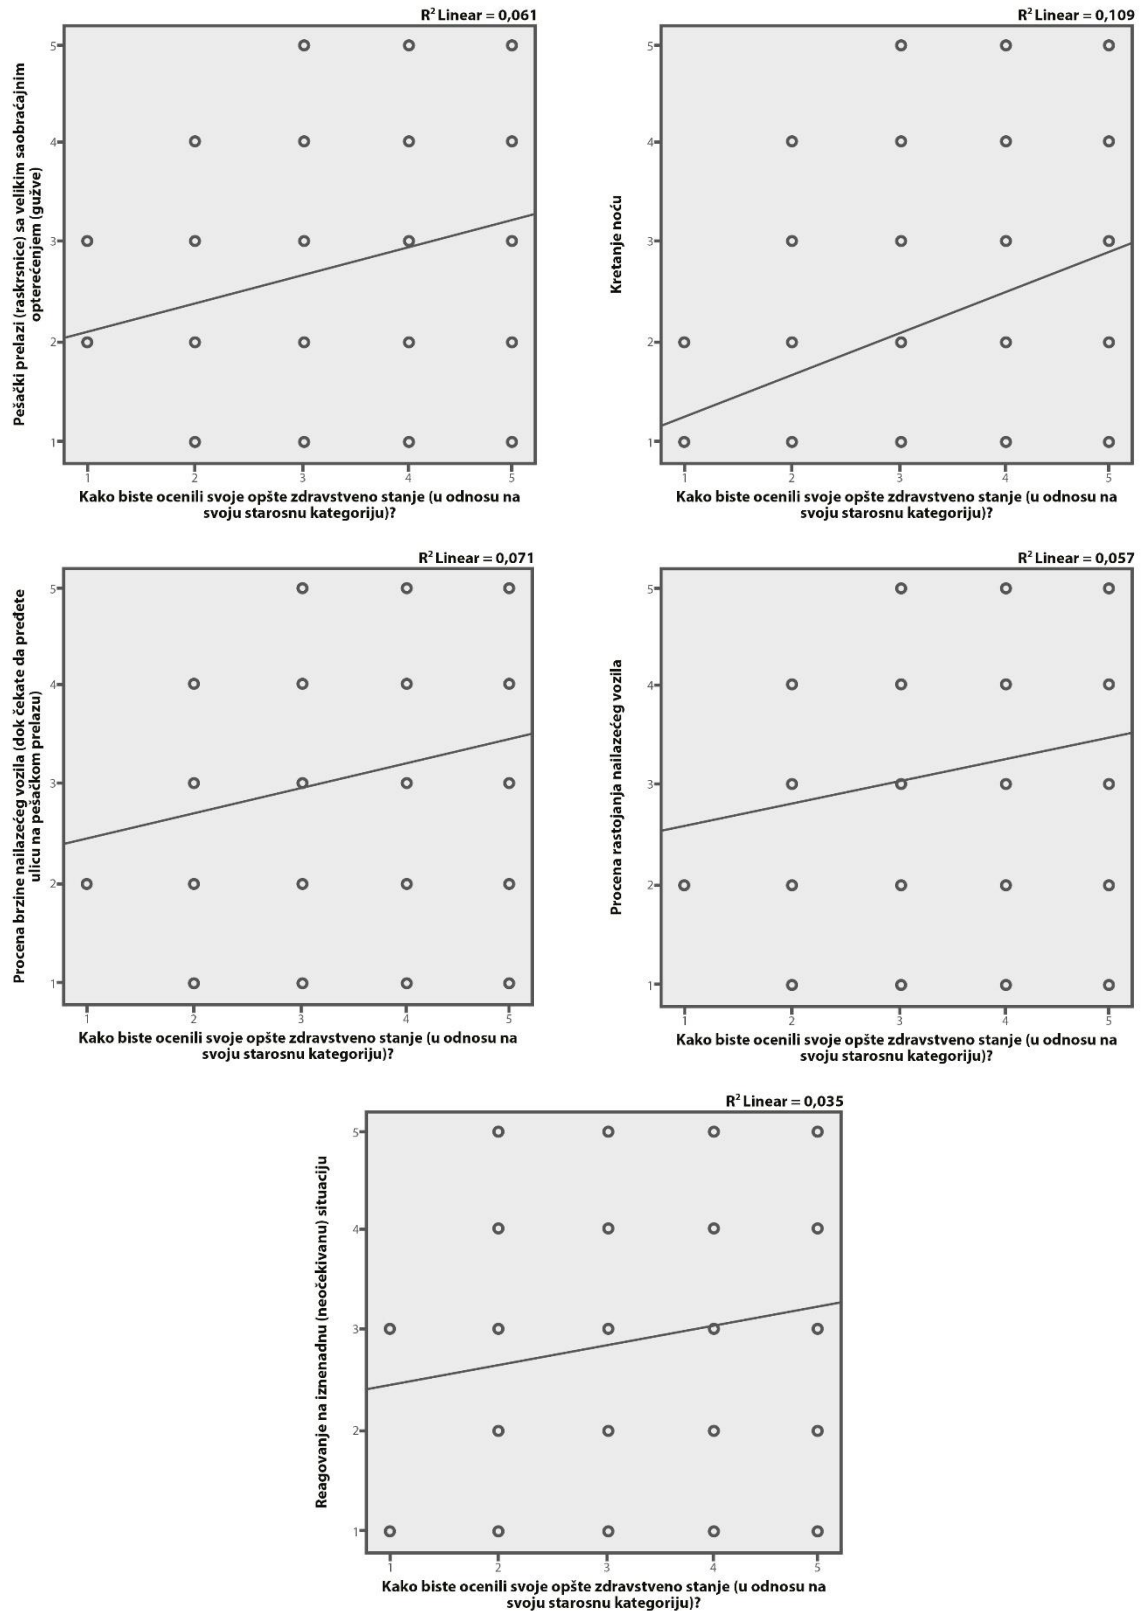 R² Linear = 0,061
Pešački prelazi (raskrsnice) sa velikim saobraćajnim
opterećenjem (gužve)
5
4
3
2
1
1 2 3 4 5
Kako biste ocenili svoje opšte zdravstveno stanje (u odnosu na
svoju starosnu kategoriju)?
R² Linear = 0,109
Kretanje noću
5
4
3
2
1
1 2 3 4 5
Kako biste ocenili svoje opšte zdravstveno stanje (u odnosu na
svoju starosnu kategoriju)?
R² Linear = 0,071
Procena brzine nailazećeg vozila (dok čekate da pređete
ulicu na pešačkom prelazu)
5
4
3
2
1
1 2 3 4 5
Kako biste ocenili svoje opšte zdravstveno stanje (u odnosu na
svoju starosnu kategoriju)?
R² Linear = 0,057
Procena rastojanja nailazećeg vozila
5
4
3
2
1
1 2 3 4 5
Kako biste ocenili svoje opšte zdravstveno stanje (u odnosu na
svoju starosnu kategoriju)?
R² Linear = 0,035
Reagovanje na iznenadnu (neočekivanu) situaciju
5
4
3
2
1
1 2 3 4 5
Kako biste ocenili svoje opšte zdravstveno stanje (u odnosu na
svoju starosnu kategoriju)?